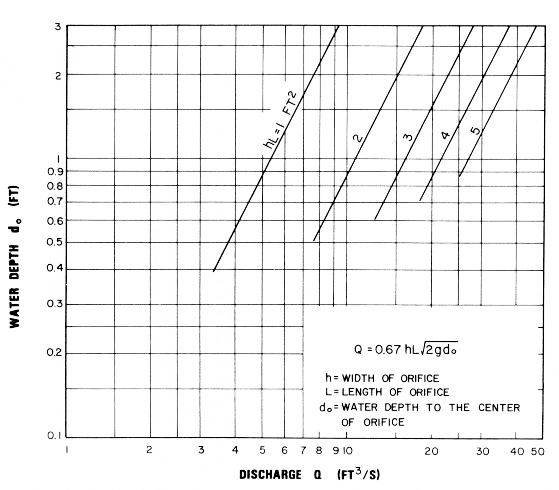 3
2
1
0.9
0.8
0.7
0.6
0.5
0.4
0.3
0.2
0.1
WATER DEPTH dₒ (FT)
hL=1 FT2
2
3
4
5
Q = 0.67 hL√2gdₒ
h = WIDTH OF ORIFICE
L = LENGTH OF ORIFICE
dₒ = WATER DEPTH TO THE CENTER
OF ORIFICE
1 2 3 4 5 6 7 8 9 10 20 30 40 50
DISCHARGE Q (FT³/S)